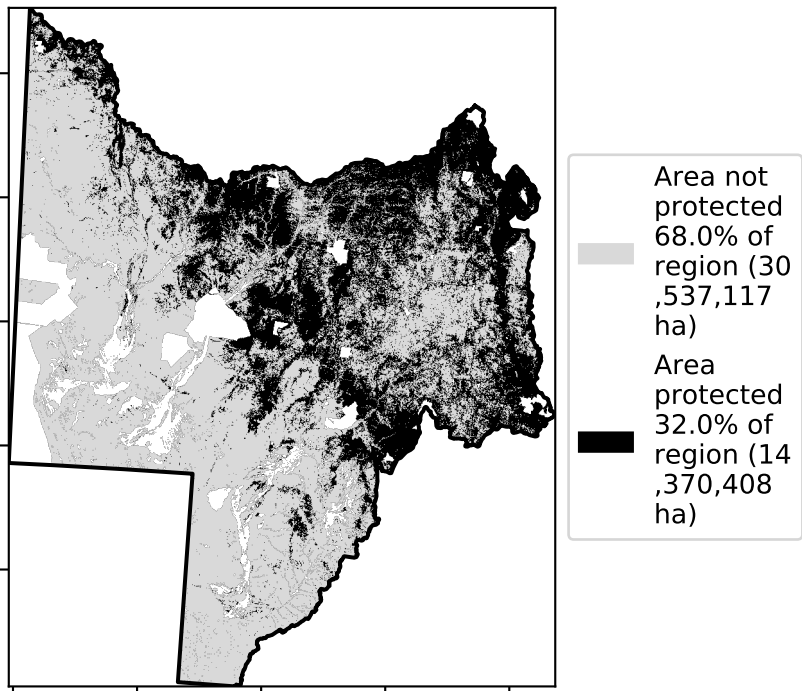 Area not
protected
68.0% of
region (30
,537,117
ha)
Area
protected
32.0% of
region (14
,370,408
ha)